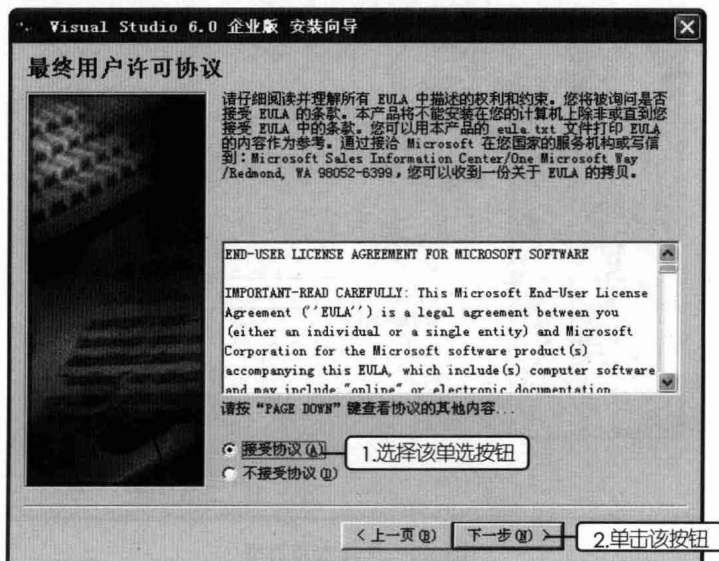 Visual Studio 6.0 企业版 安装向导
最终用户许可协议
请仔细阅读并理解所有 EULA 中描述的权利和约束。您将被询问是否
接受 EULA 的条款。本产品将不能安装在您的计算机上除非或直到您
接受 EULA 中的条款。您可以用本产品的 eula.txt 文件打印 EULA
的内容作为参考。通过接洽 Microsoft 在您国家的服务机构或写信
到：Microsoft Sales Information Center/One Microsoft Way
/Redmond, WA 98052-6399，您可以收到一份关于 EULA 的拷贝。
END-USER LICENSE AGREEMENT FOR MICROSOFT SOFTWARE
IMPORTANT-READ CAREFULLY: This Microsoft End-User License
Agreement (''EULA'') is a legal agreement between you
(either an individual or a single entity) and Microsoft
Corporation for the Microsoft software product(s)
accompanying this EULA, which include(s) computer software
and may include "online" or electronic documentation
请按 “PAGE DOWN” 键查看协议的其他内容...
接受协议(A)
1.选择该单选按钮
不接受协议(D)
<上一页(B)
下一步(N) >
2.单击该按钮